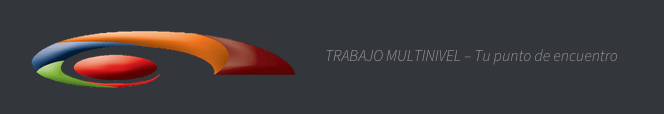 TRABAJO MULTINIVEL – Tu punto de encuentro